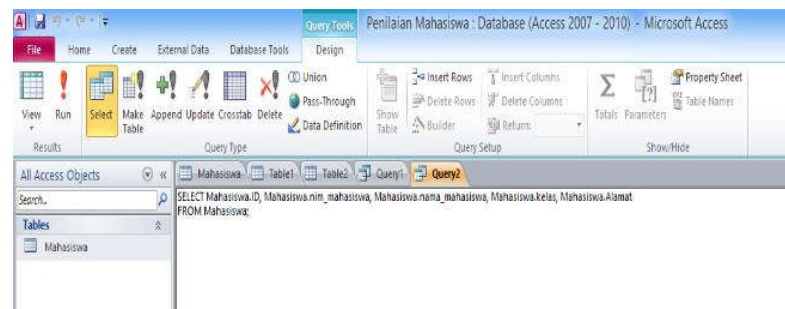 A
Query Tools
Penilaian Mahasiswa : Database (Access 2007 - 2010) - Microsoft Access
File Home Create External Data Database Tools Design
View Run Select Make Table Append Update Crosstab Delete
Union
Pass-Through
Data Definition
Show Table
Insert Rows
Delete Rows
Builder
Insert Columns
Delete Columns
Return:
Totals Parameters
Property Sheet
Table Names
Results Query Type Query Setup Show/Hide
All Access Objects
Mahasiswa Table1 Table2 Query1 Query2
Search..
Tables
Mahasiswa
SELECT Mahasiswa.ID, Mahasiswa.nim_mahasiswa, Mahasiswa.nama_mahasiswa, Mahasiswa.kelas, Mahasiswa.Alamat
FROM Mahasiswa;